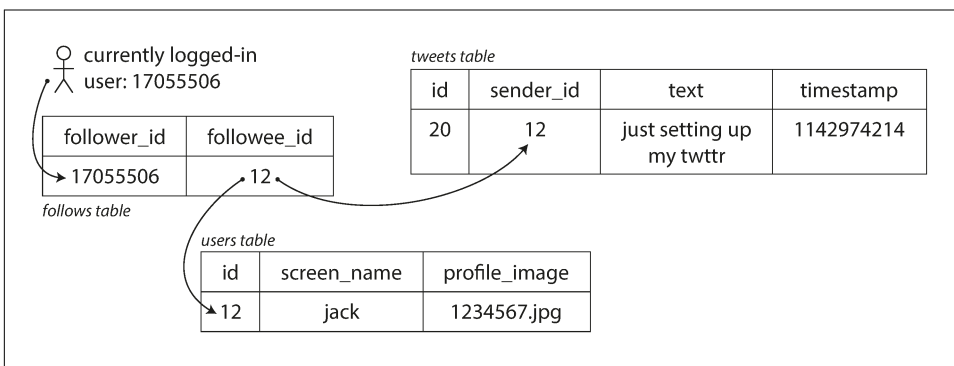 currently logged-in
user: 17055506
follower_id followee_id
17055506 12
follows table
tweets table
id sender_id text timestamp
20 12 just setting up 1142974214
my twttr
users table
id screen_name profile_image
12 jack 1234567.jpg